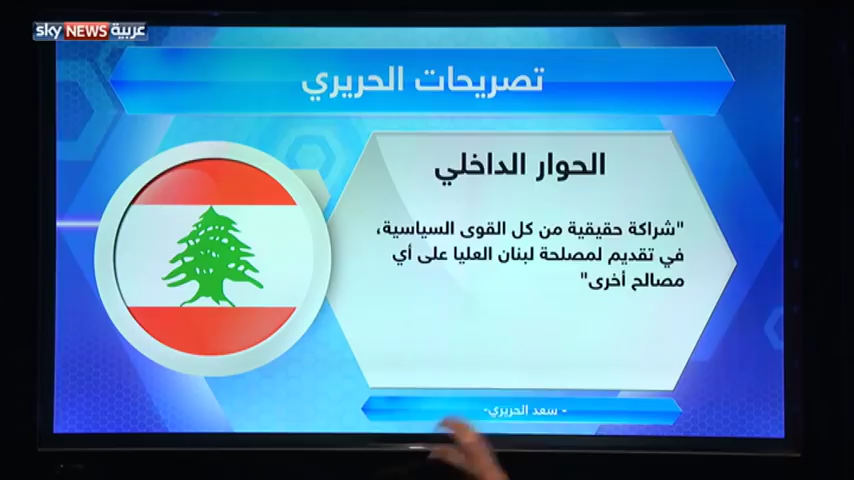 sky NEWS عربية
تصريحات الحريري
الحوار الداخلي
"شراكة حقيقية من كل القوى السياسية،
في تقديم لمصلحة لبنان العليا على أي
مصالح أخرى"
- سعد الحريري-